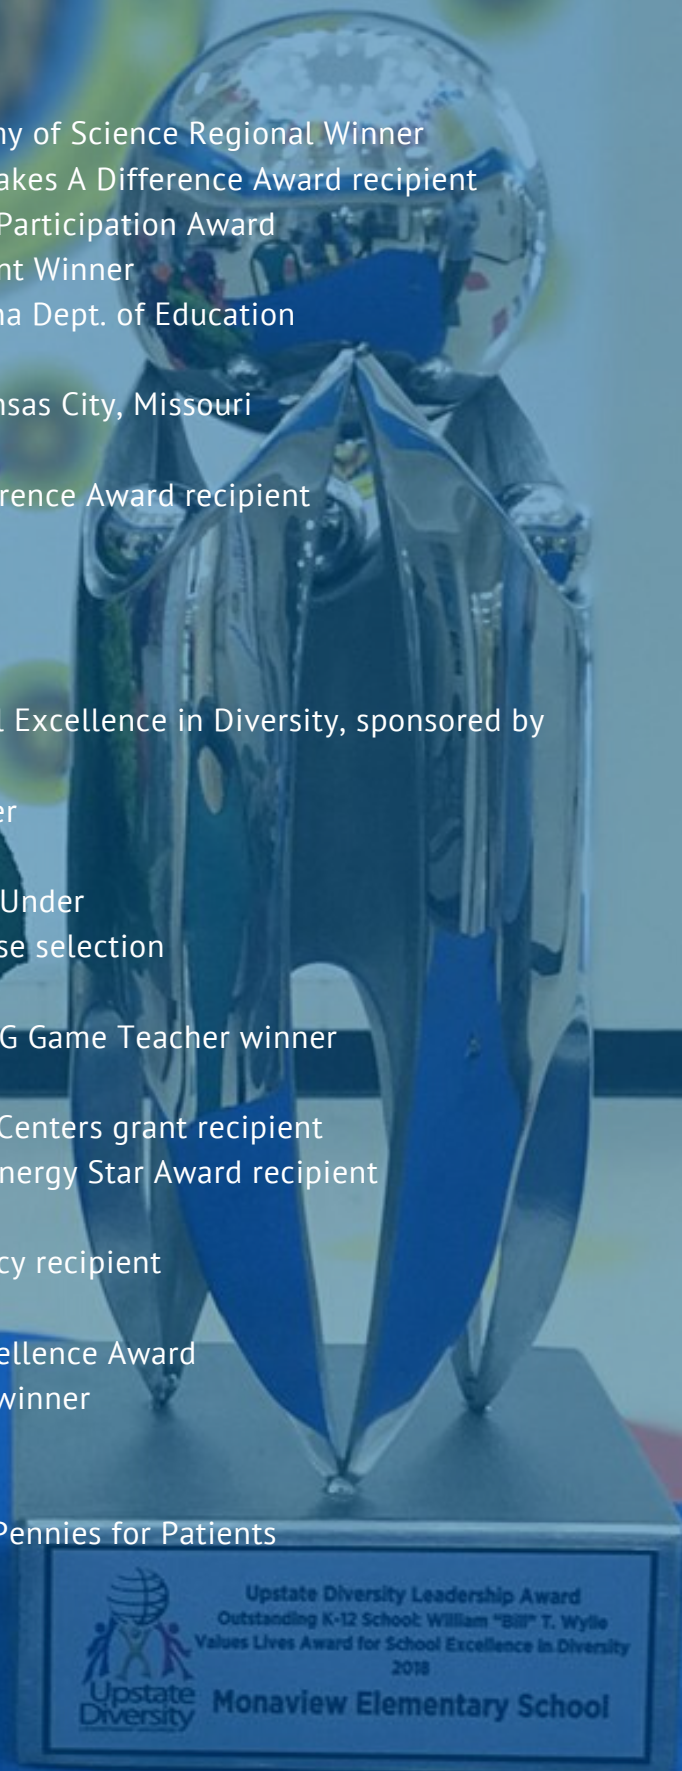 ny of Science Regional Winner
akes A Difference Award recipient
Participation Award
nt Winner
na Dept. of Education
nsas City, Missouri
rence Award recipient
l Excellence in Diversity, sponsored by
er
Under
se selection
G Game Teacher winner
Centers grant recipient
nergy Star Award recipient
cy recipient
ellence Award
winner
Pennies for Patients
Upstate Diversity Leadership Award
Outstanding K-12 School: William "Bill" T. Wylie
Values Lives Award for School Excellence in Diversity
2018
Monaview Elementary School
Upstate
Diversity